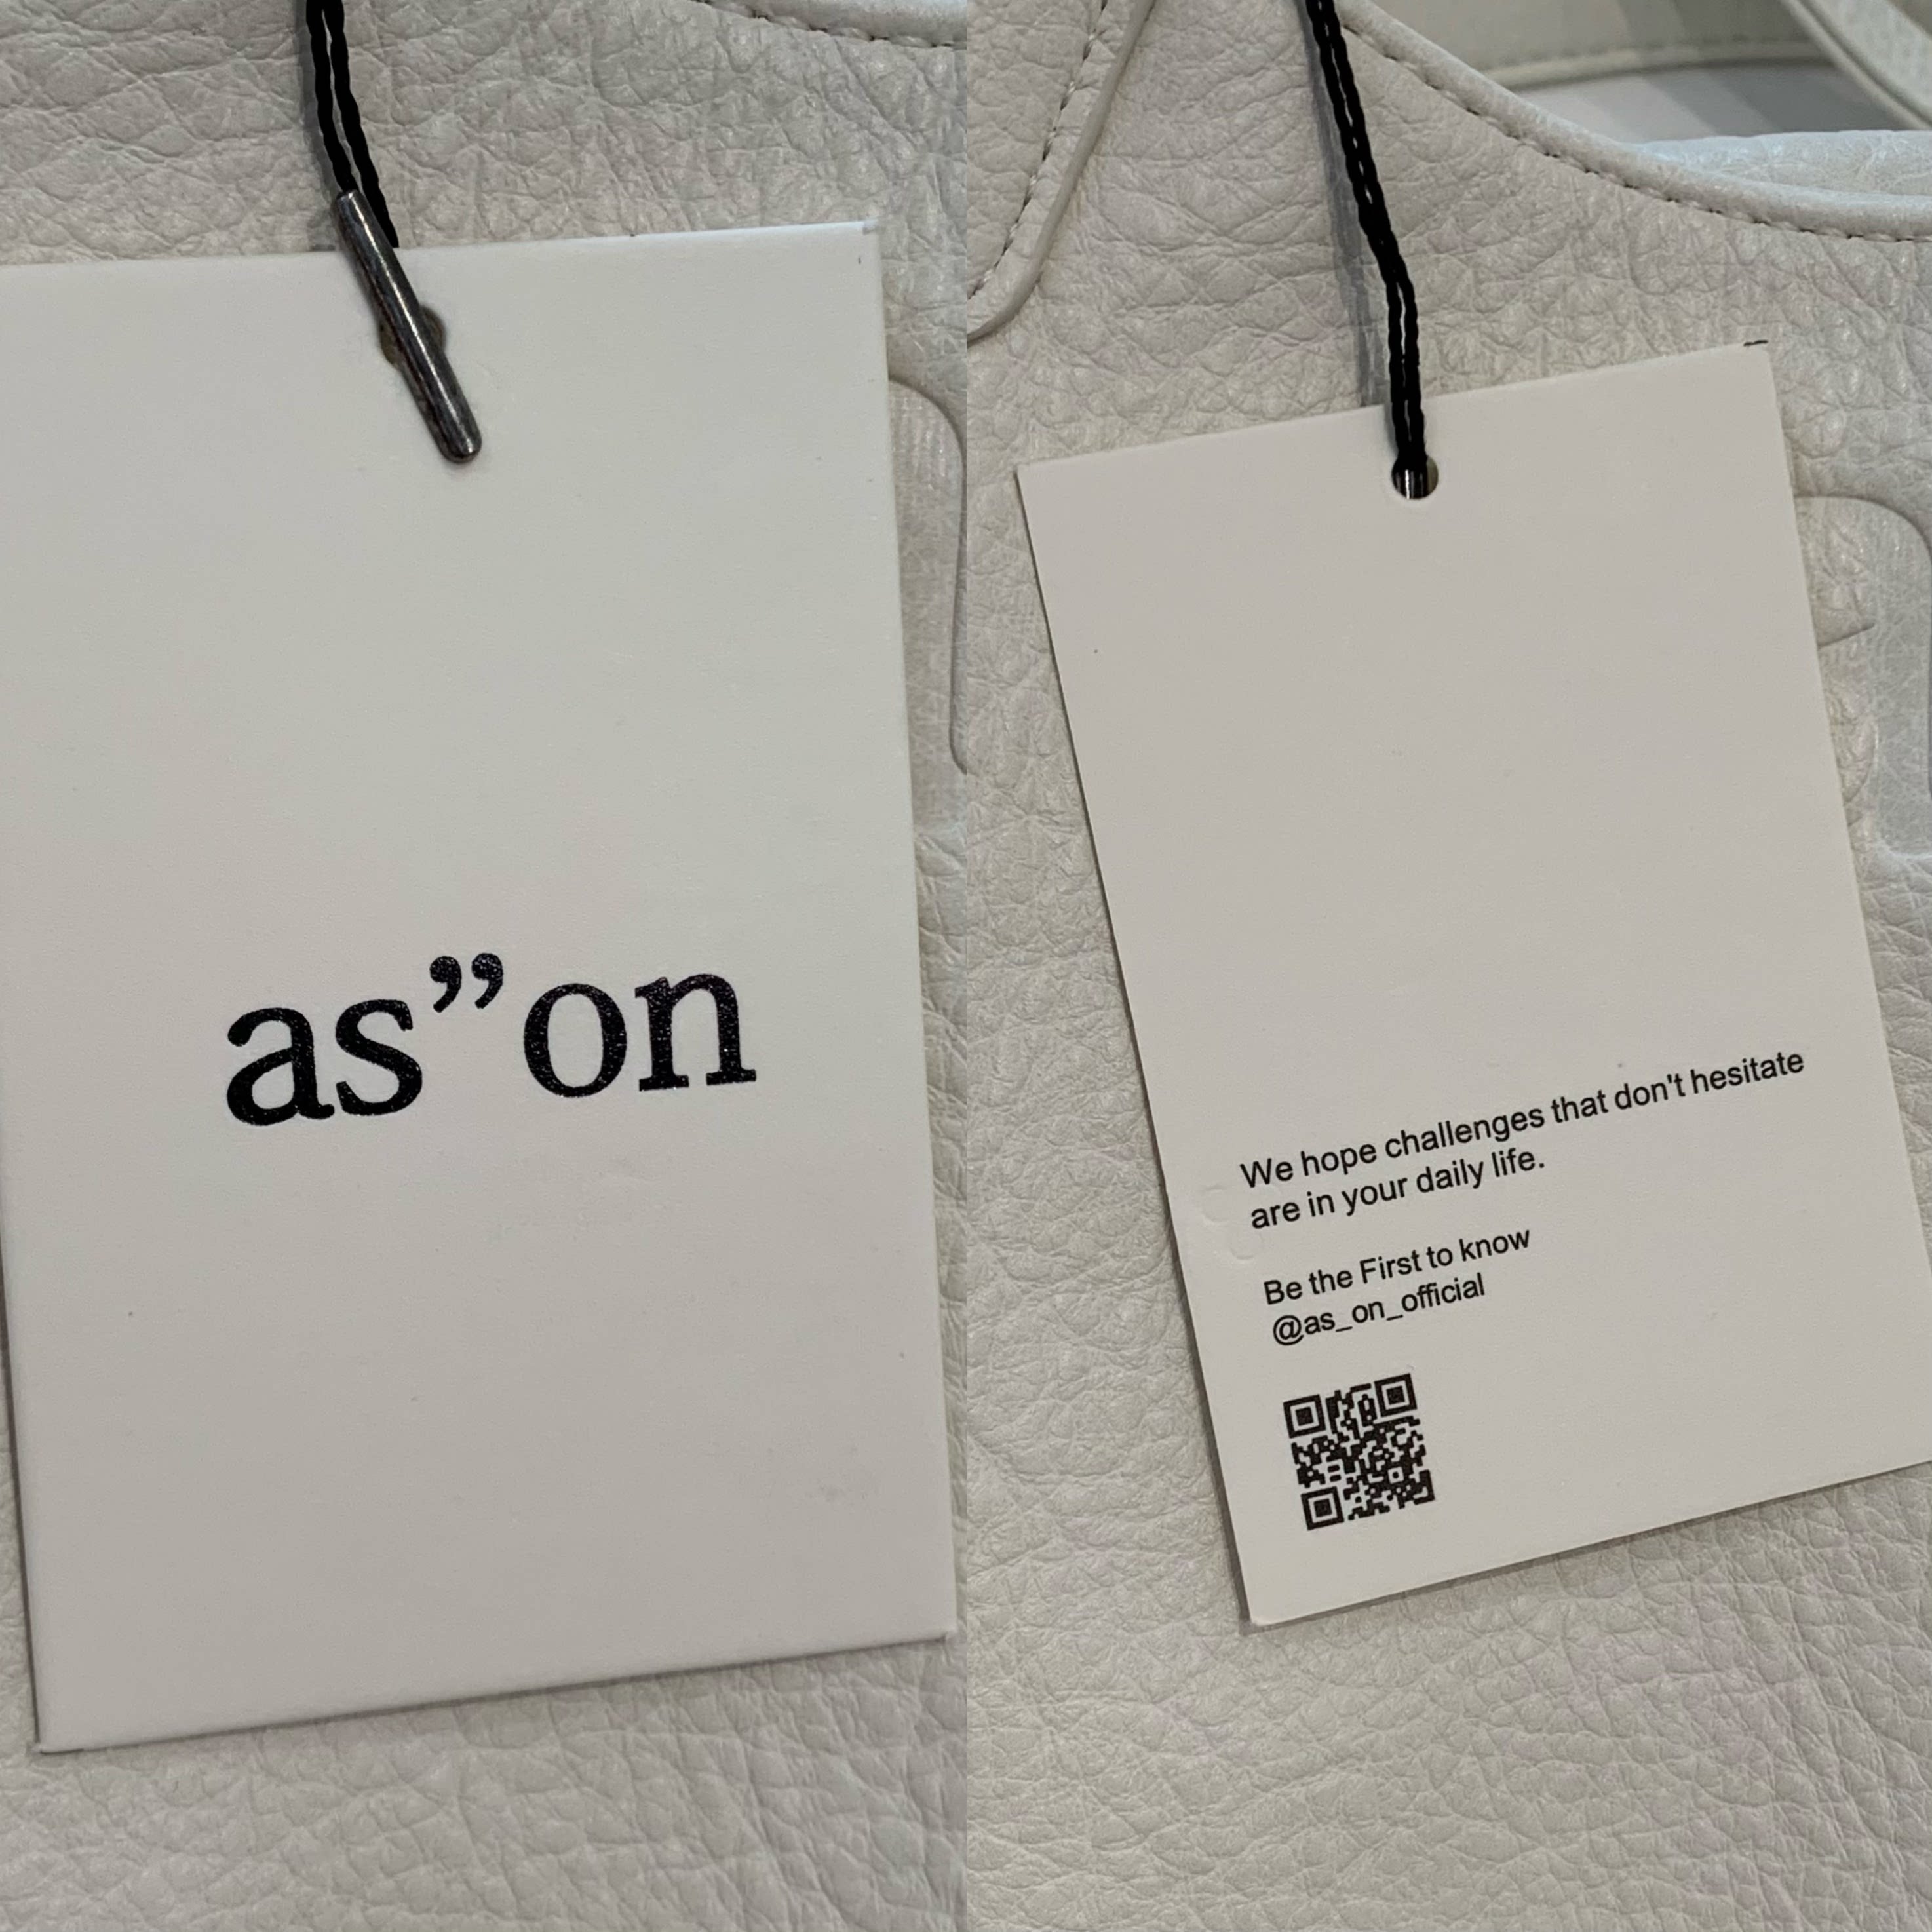 as”on
We hope challenges that don't hesitate
are in your daily life.
Be the First to know
@as_on_official